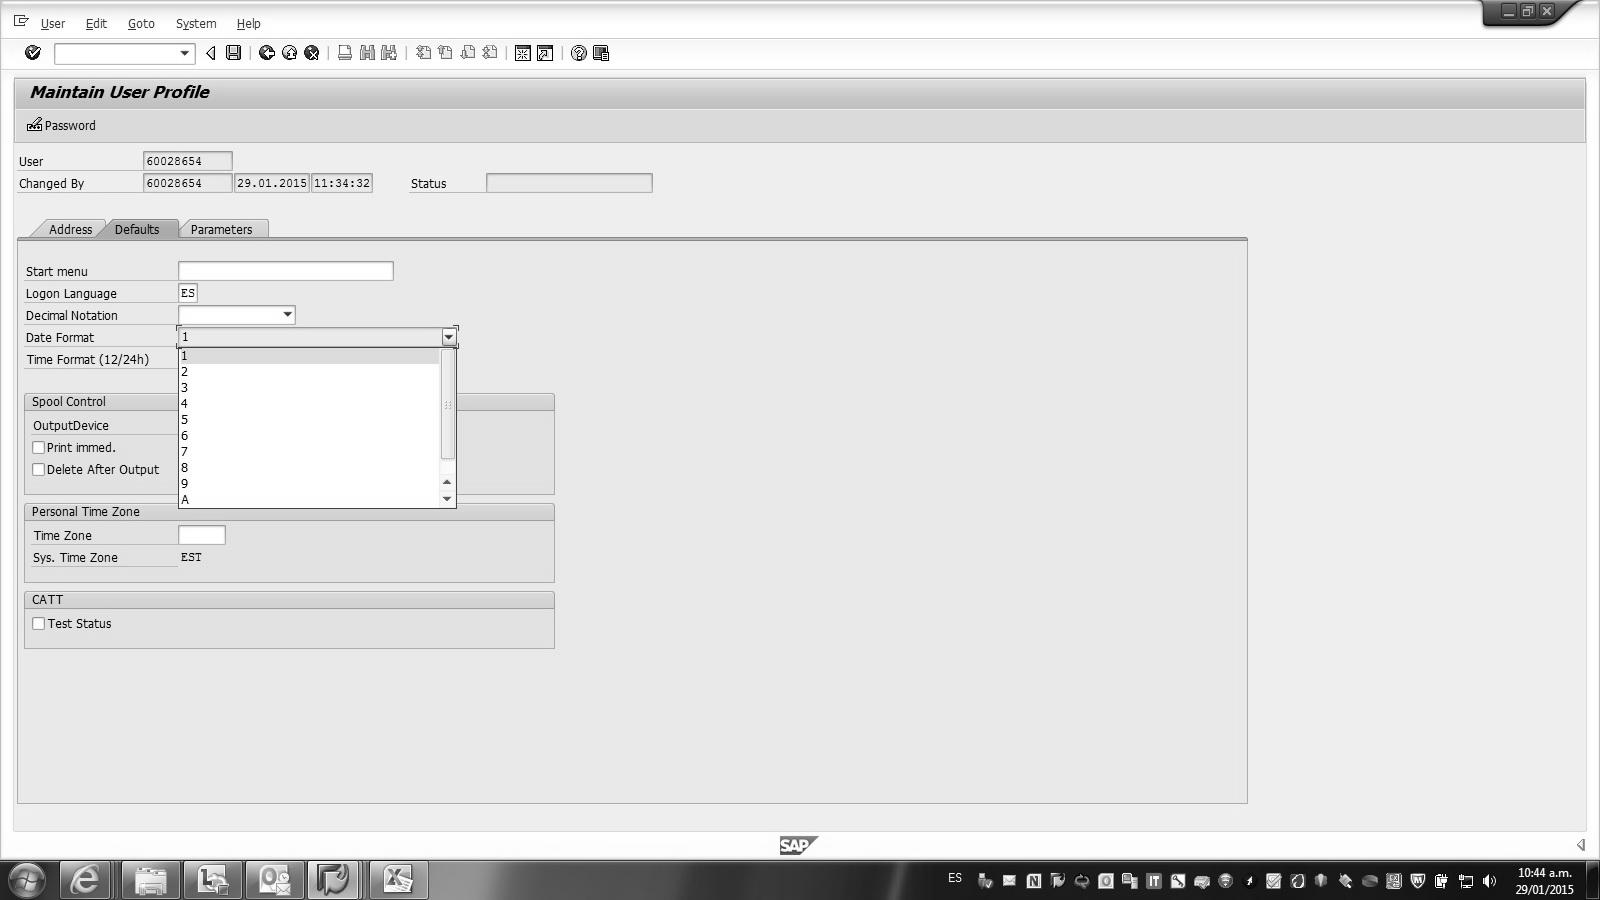 User Edit Goto System Help
Maintain User Profile
Password
User 60028654
Changed By 60028654 29.01.2015 11:34:32 Status
Address Defaults Parameters
Start menu
Logon Language ES
Decimal Notation
Date Format 1
Time Format (12/24h)
1
2
3
4
5
6
7
8
9
A
Spool Control
OutputDevice
Print immed.
Delete After Output
Personal Time Zone
Time Zone
Sys. Time Zone EST
CATT
Test Status
SAP
ES
10:44 a.m.
29/01/2015